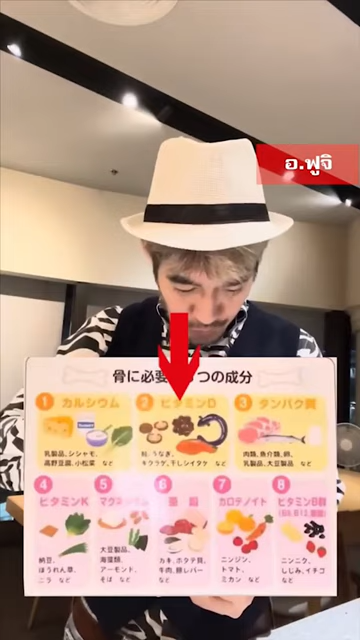 อ.ฟูจิ
骨に必要 つの成分
1 カルシウム
乳製品、シシャモ、
高野豆腐、小松菜 など
2 ビタミンD
鮭、うなぎ、
キクラゲ、干しシイタケ など
3 タンパク質
肉類、魚介類、卵、
乳製品、大豆製品 など
4
ビタミンK
納豆、
ほうれん草、
ニラ など
5
マグネシウム
大豆製品、
海藻類、
アーモンド、
そば など
6
亜鉛
カキ、ホタテ貝、
牛肉、豚レバー
など
7
カロテノイド
ニンジン、
トマト、
ミカン など
8
ビタミンB群
ニンニク、
しじみ、イチゴ
など